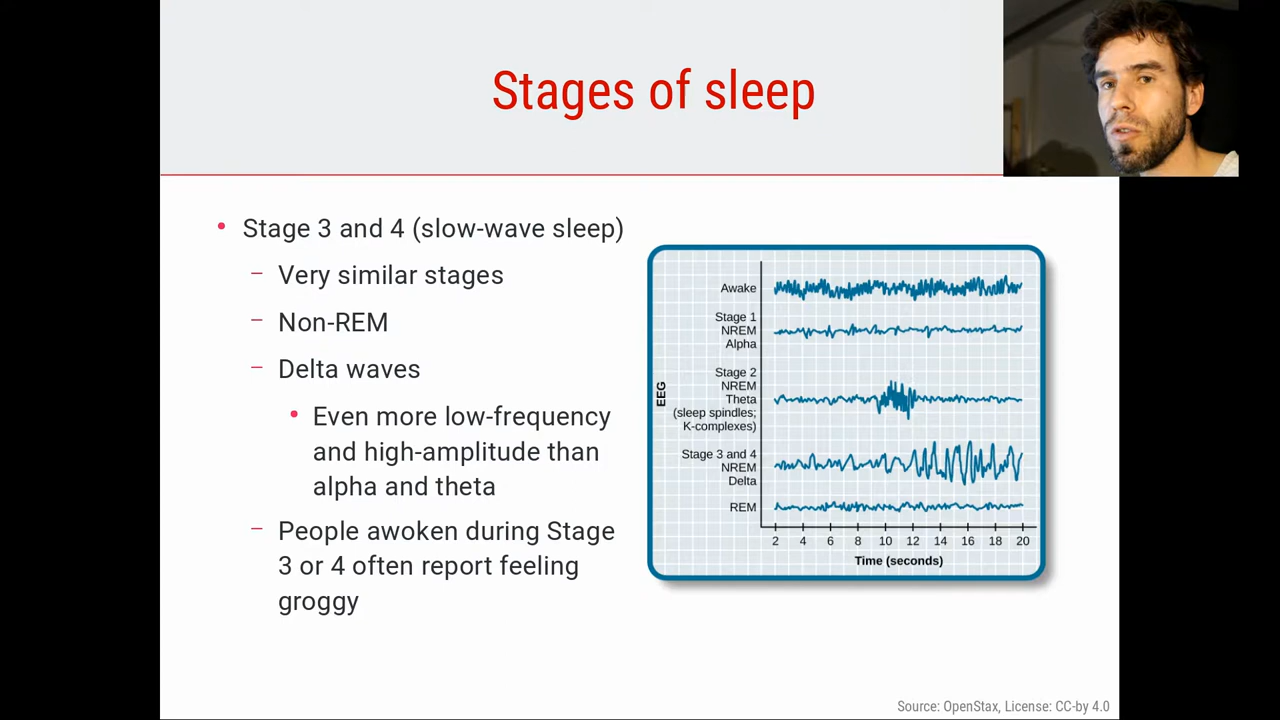 Stages of sleep
• Stage 3 and 4 (slow-wave sleep)
– Very similar stages
– Non-REM
– Delta waves
• Even more low-frequency
and high-amplitude than
alpha and theta
– People awoken during Stage
3 or 4 often report feeling
groggy
EEG
Awake
Stage 1
NREM
Alpha
Stage 2
NREM
Theta
(sleep spindles;
K-complexes)
Stage 3 and 4
NREM
Delta
REM
2 4 6 8 10 12 14 16 18 20
Time (seconds)
Source: OpenStax, License: CC-by 4.0